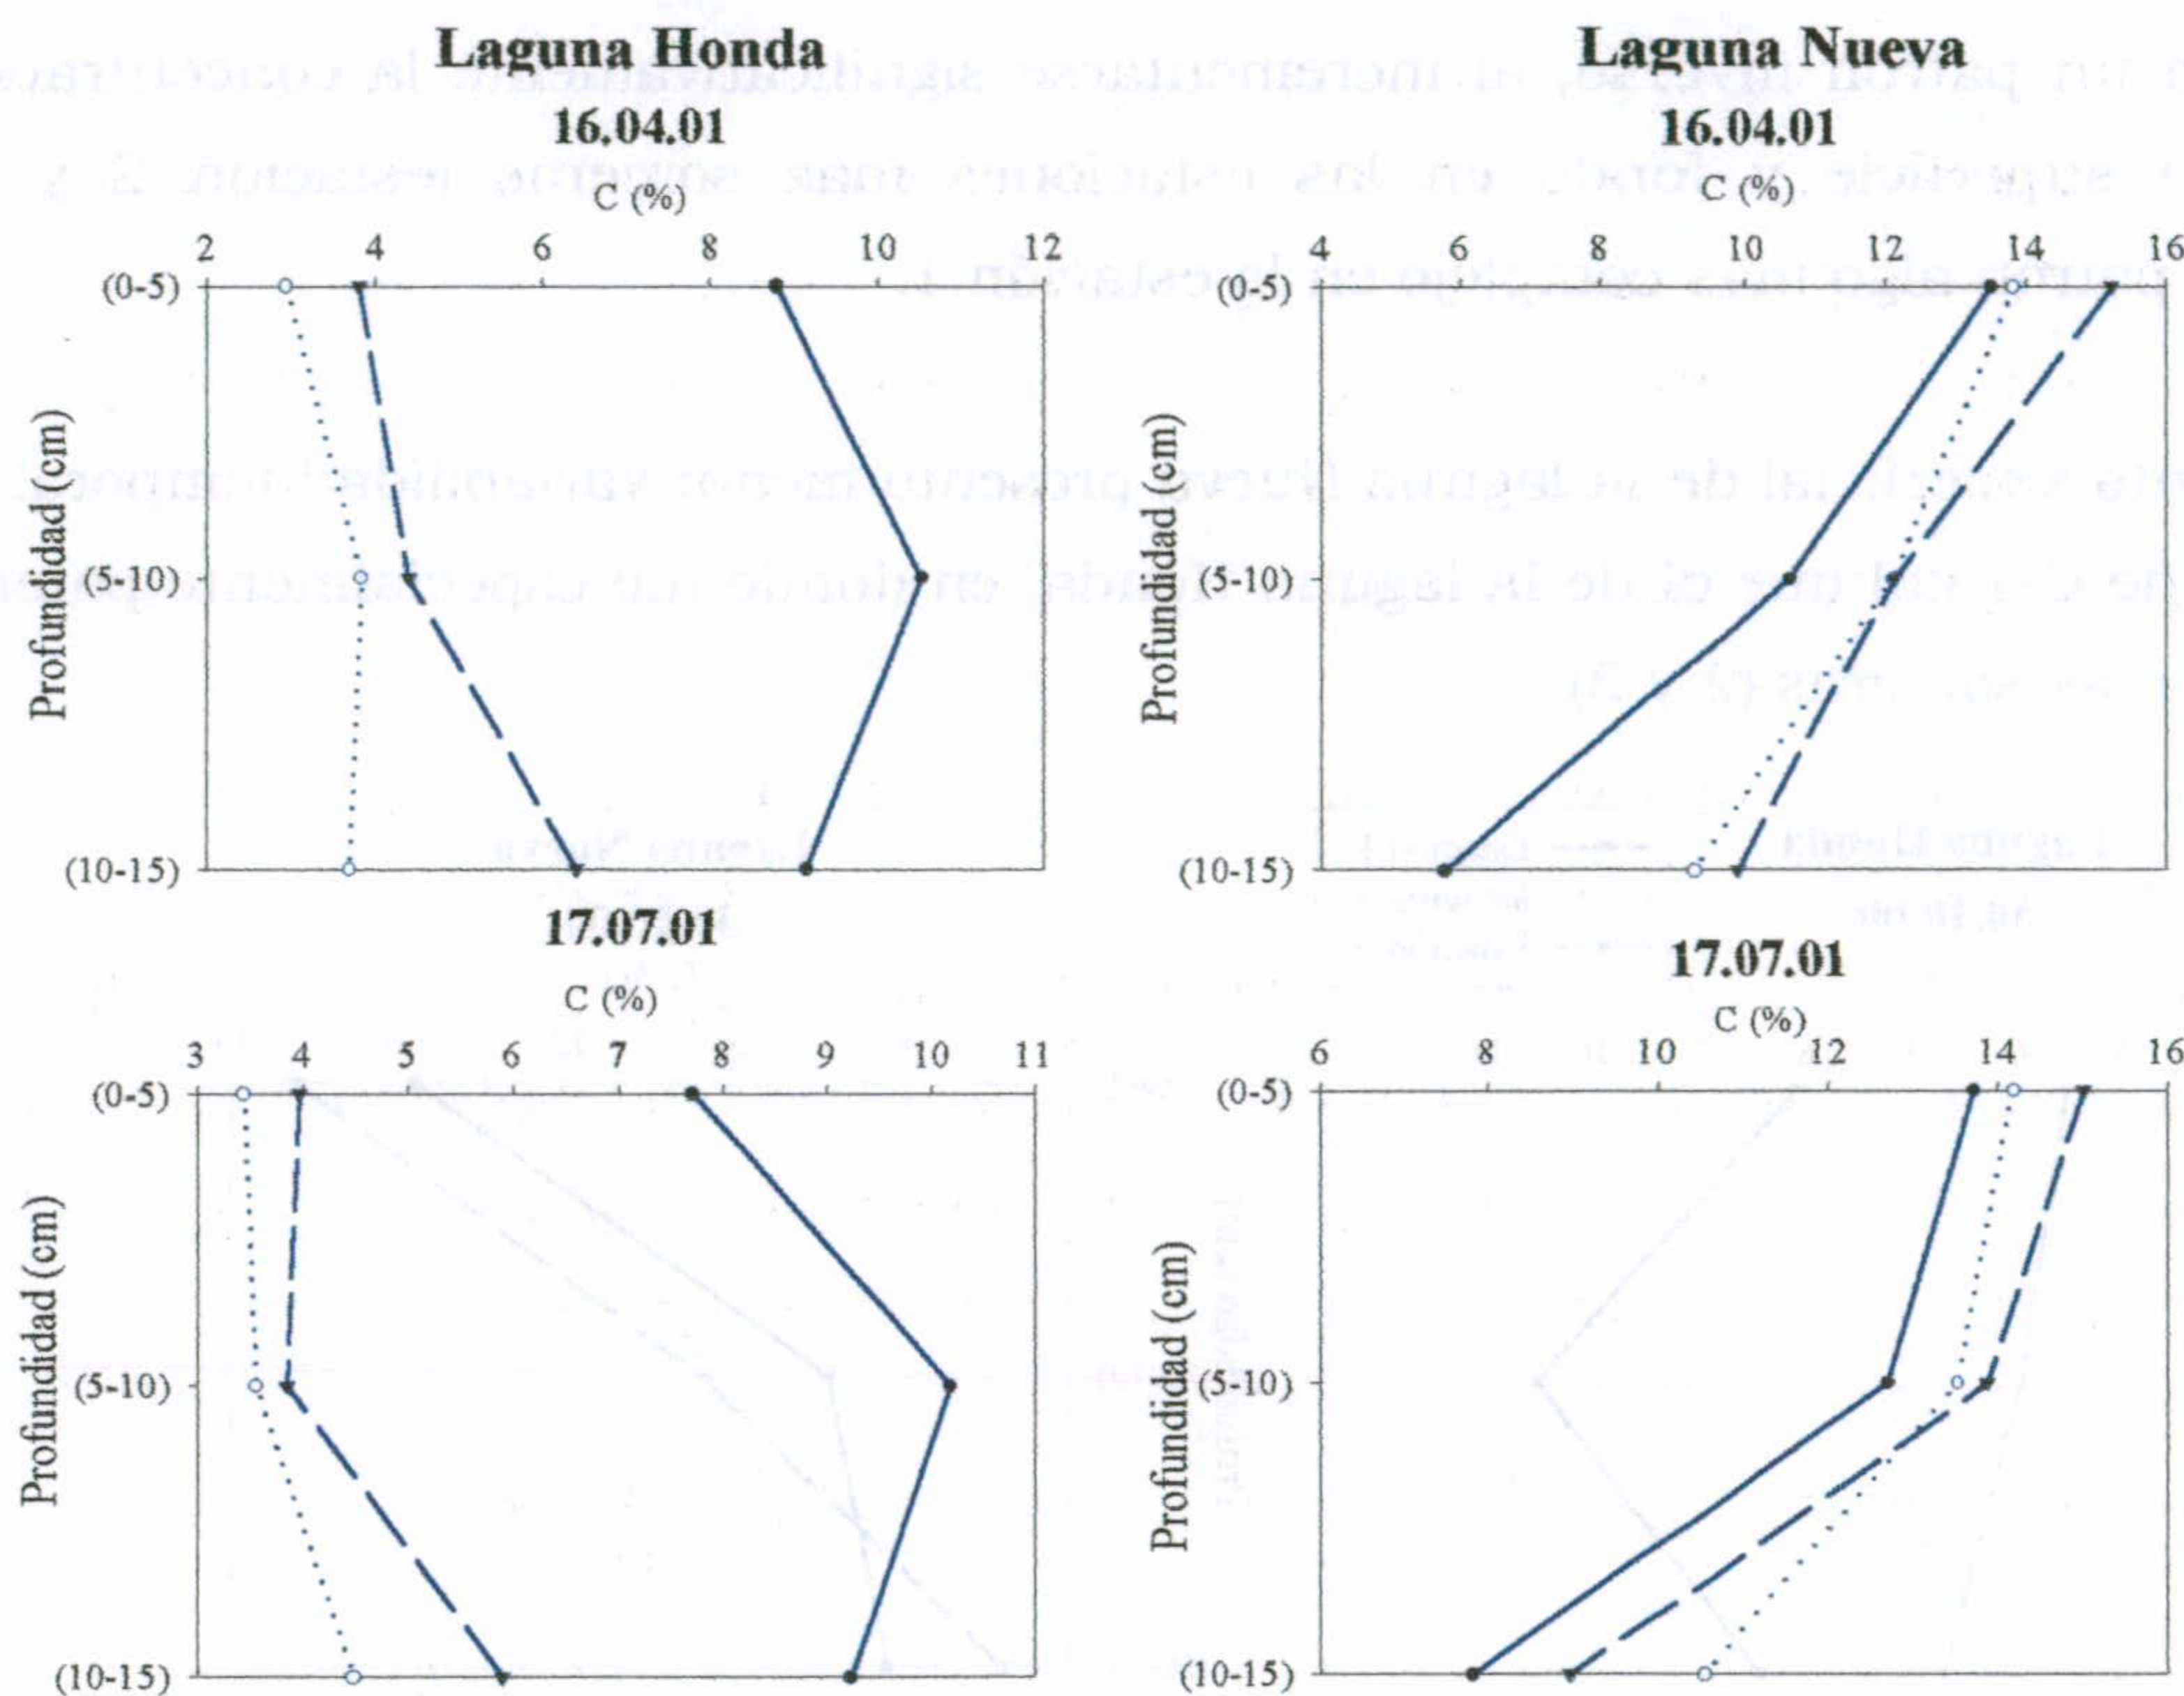 Laguna Honda
16.04.01
C (%)
2 4 6 8 10 12
(0-5)
(5-10)
(10-15)
Profundidad (cm)
Laguna Nueva
16.04.01
C (%)
4 6 8 10 12 14 16
(0-5)
(5-10)
(10-15)
Profundidad (cm)
17.07.01
C (%)
3 4 5 6 7 8 9 10 11
(0-5)
(5-10)
(10-15)
Profundidad (cm)
17.07.01
C (%)
6 8 10 12 14 16
(0-5)
(5-10)
(10-15)
Profundidad (cm)